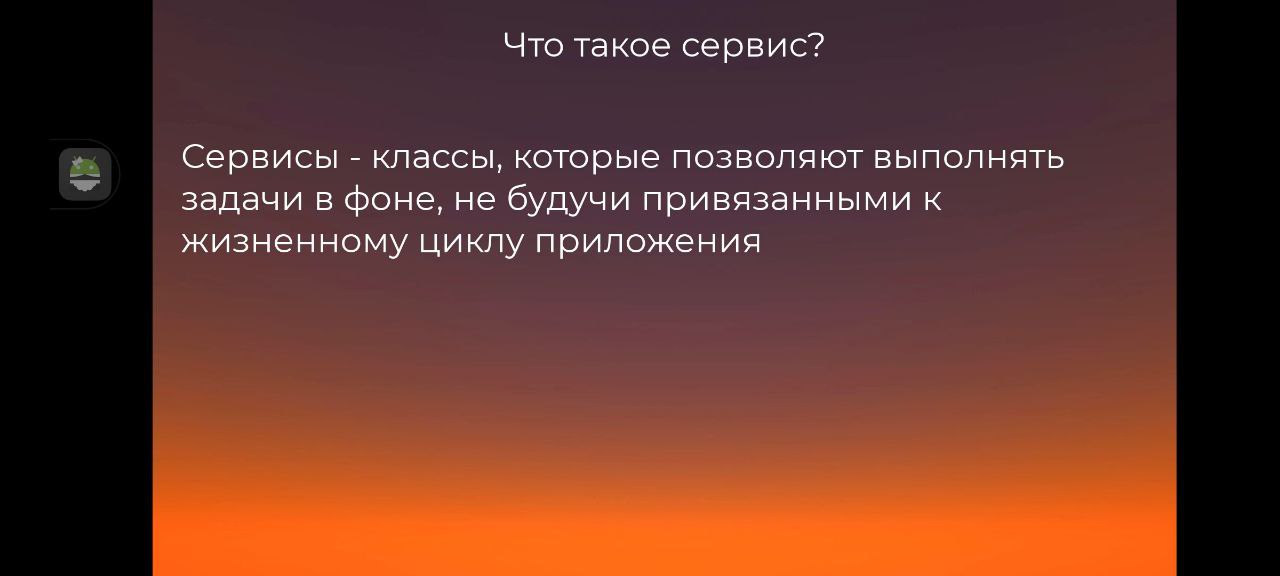 Что такое сервис?
Сервисы - классы, которые позволяют выполнять
задачи в фоне, не будучи привязанными к
жизненному циклу приложения